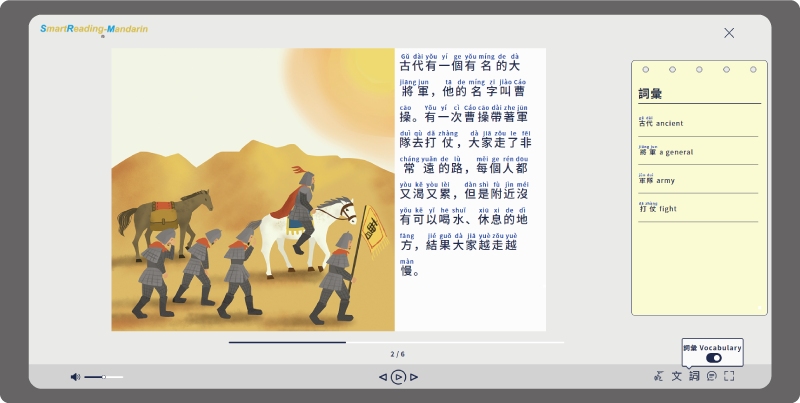 SmartReading-Mandarin
Gǔ dài yǒu yí ge yǒu míng de dà
古代有一個有名的大
jiāng jun tā de míng zì jiào Cáo
將軍，他的名字叫曹
cāo Yǒu yí cì Cáo cāo dài zhe jūn
操。有一次曹操帶著軍
duì qù dǎ zhàng dà jiā zǒu le fēi
隊去打仗，大家走了非
cháng yuǎn de lù měi ge rén dōu
常遠的路，每個人都
yòu kě yòu lèi dàn shì fù jìn méi
又渴又累，但是附近沒
yǒu kě yǐ hē shuǐ xiū xí de dì
有可以喝水、休息的地
fāng jié guǒ dà jiā yuè zǒu yuè
方，結果大家越走越
màn
慢。
2 / 6
詞彙
gǔ dài
古代 ancient
jiāng jun
將軍 a general
jūn duì
軍隊 army
dǎ zhàng
打仗 fight
詞彙 Vocabulary
文 詞